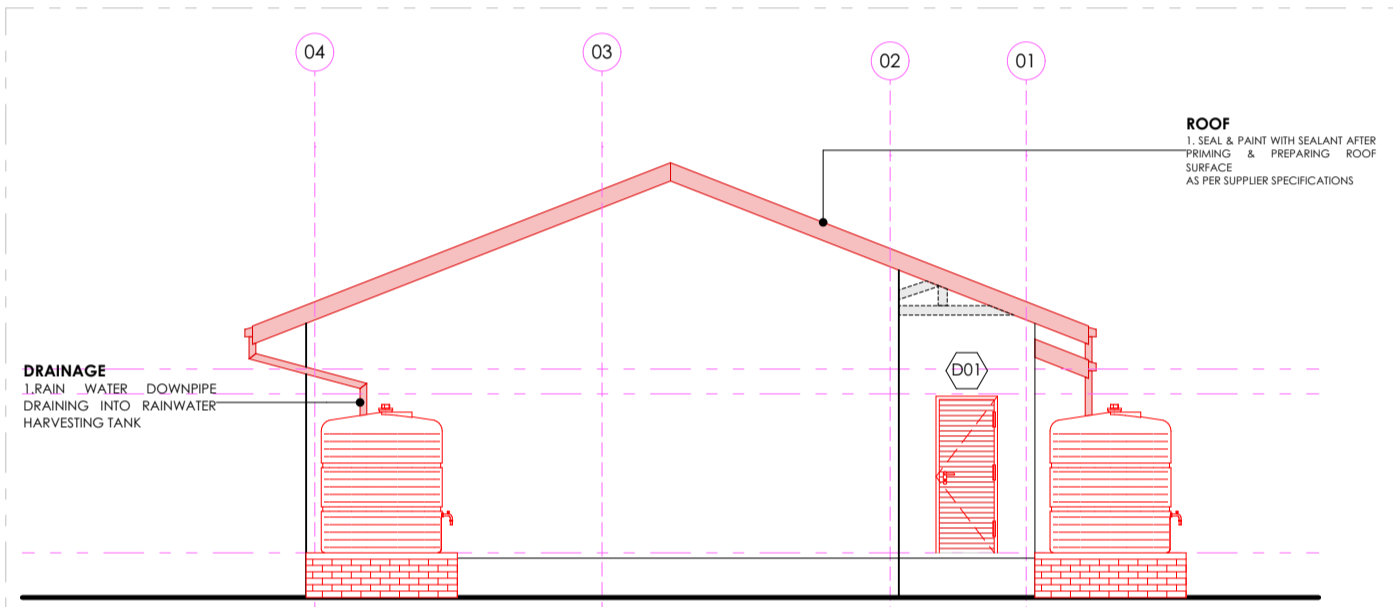 04
03
02
01
ROOF
1. SEAL & PAINT WITH SEALANT AFTER
PRIMING & PREPARING ROOF
SURFACE
AS PER SUPPLIER SPECIFICATIONS
DRAINAGE
1.RAIN WATER DOWNPIPE
DRAINING INTO RAINWATER
HARVESTING TANK
D01